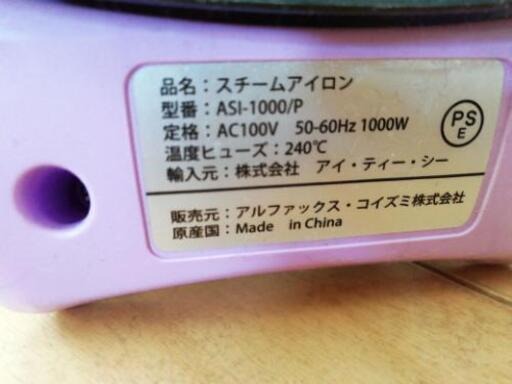 品名：スチームアイロン
型番：ASI-1000/P
定格：AC100V 50-60Hz 1000W
温度ヒューズ：240℃
輸入元：株式会社 アイ・ティー・シー
PS
E
販売元：アルファックス・コイズミ株式会社
原産国：Made in China